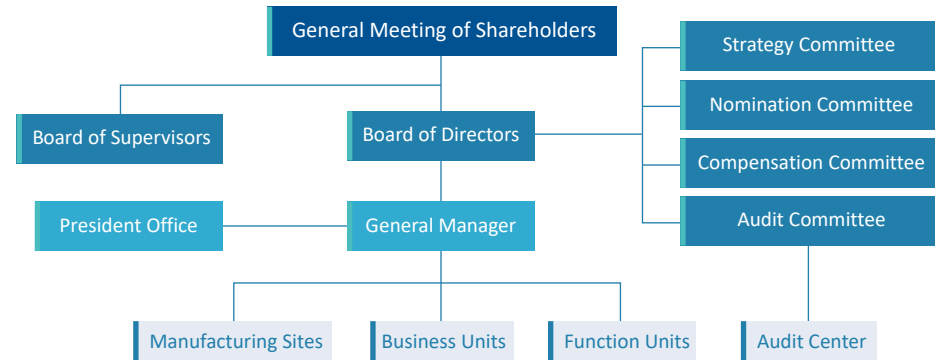 General Meeting of Shareholders
Strategy Committee
Nomination Committee
Board of Supervisors
Board of Directors
Compensation Committee
President Office
General Manager
Audit Committee
Manufacturing Sites
Business Units
Function Units
Audit Center